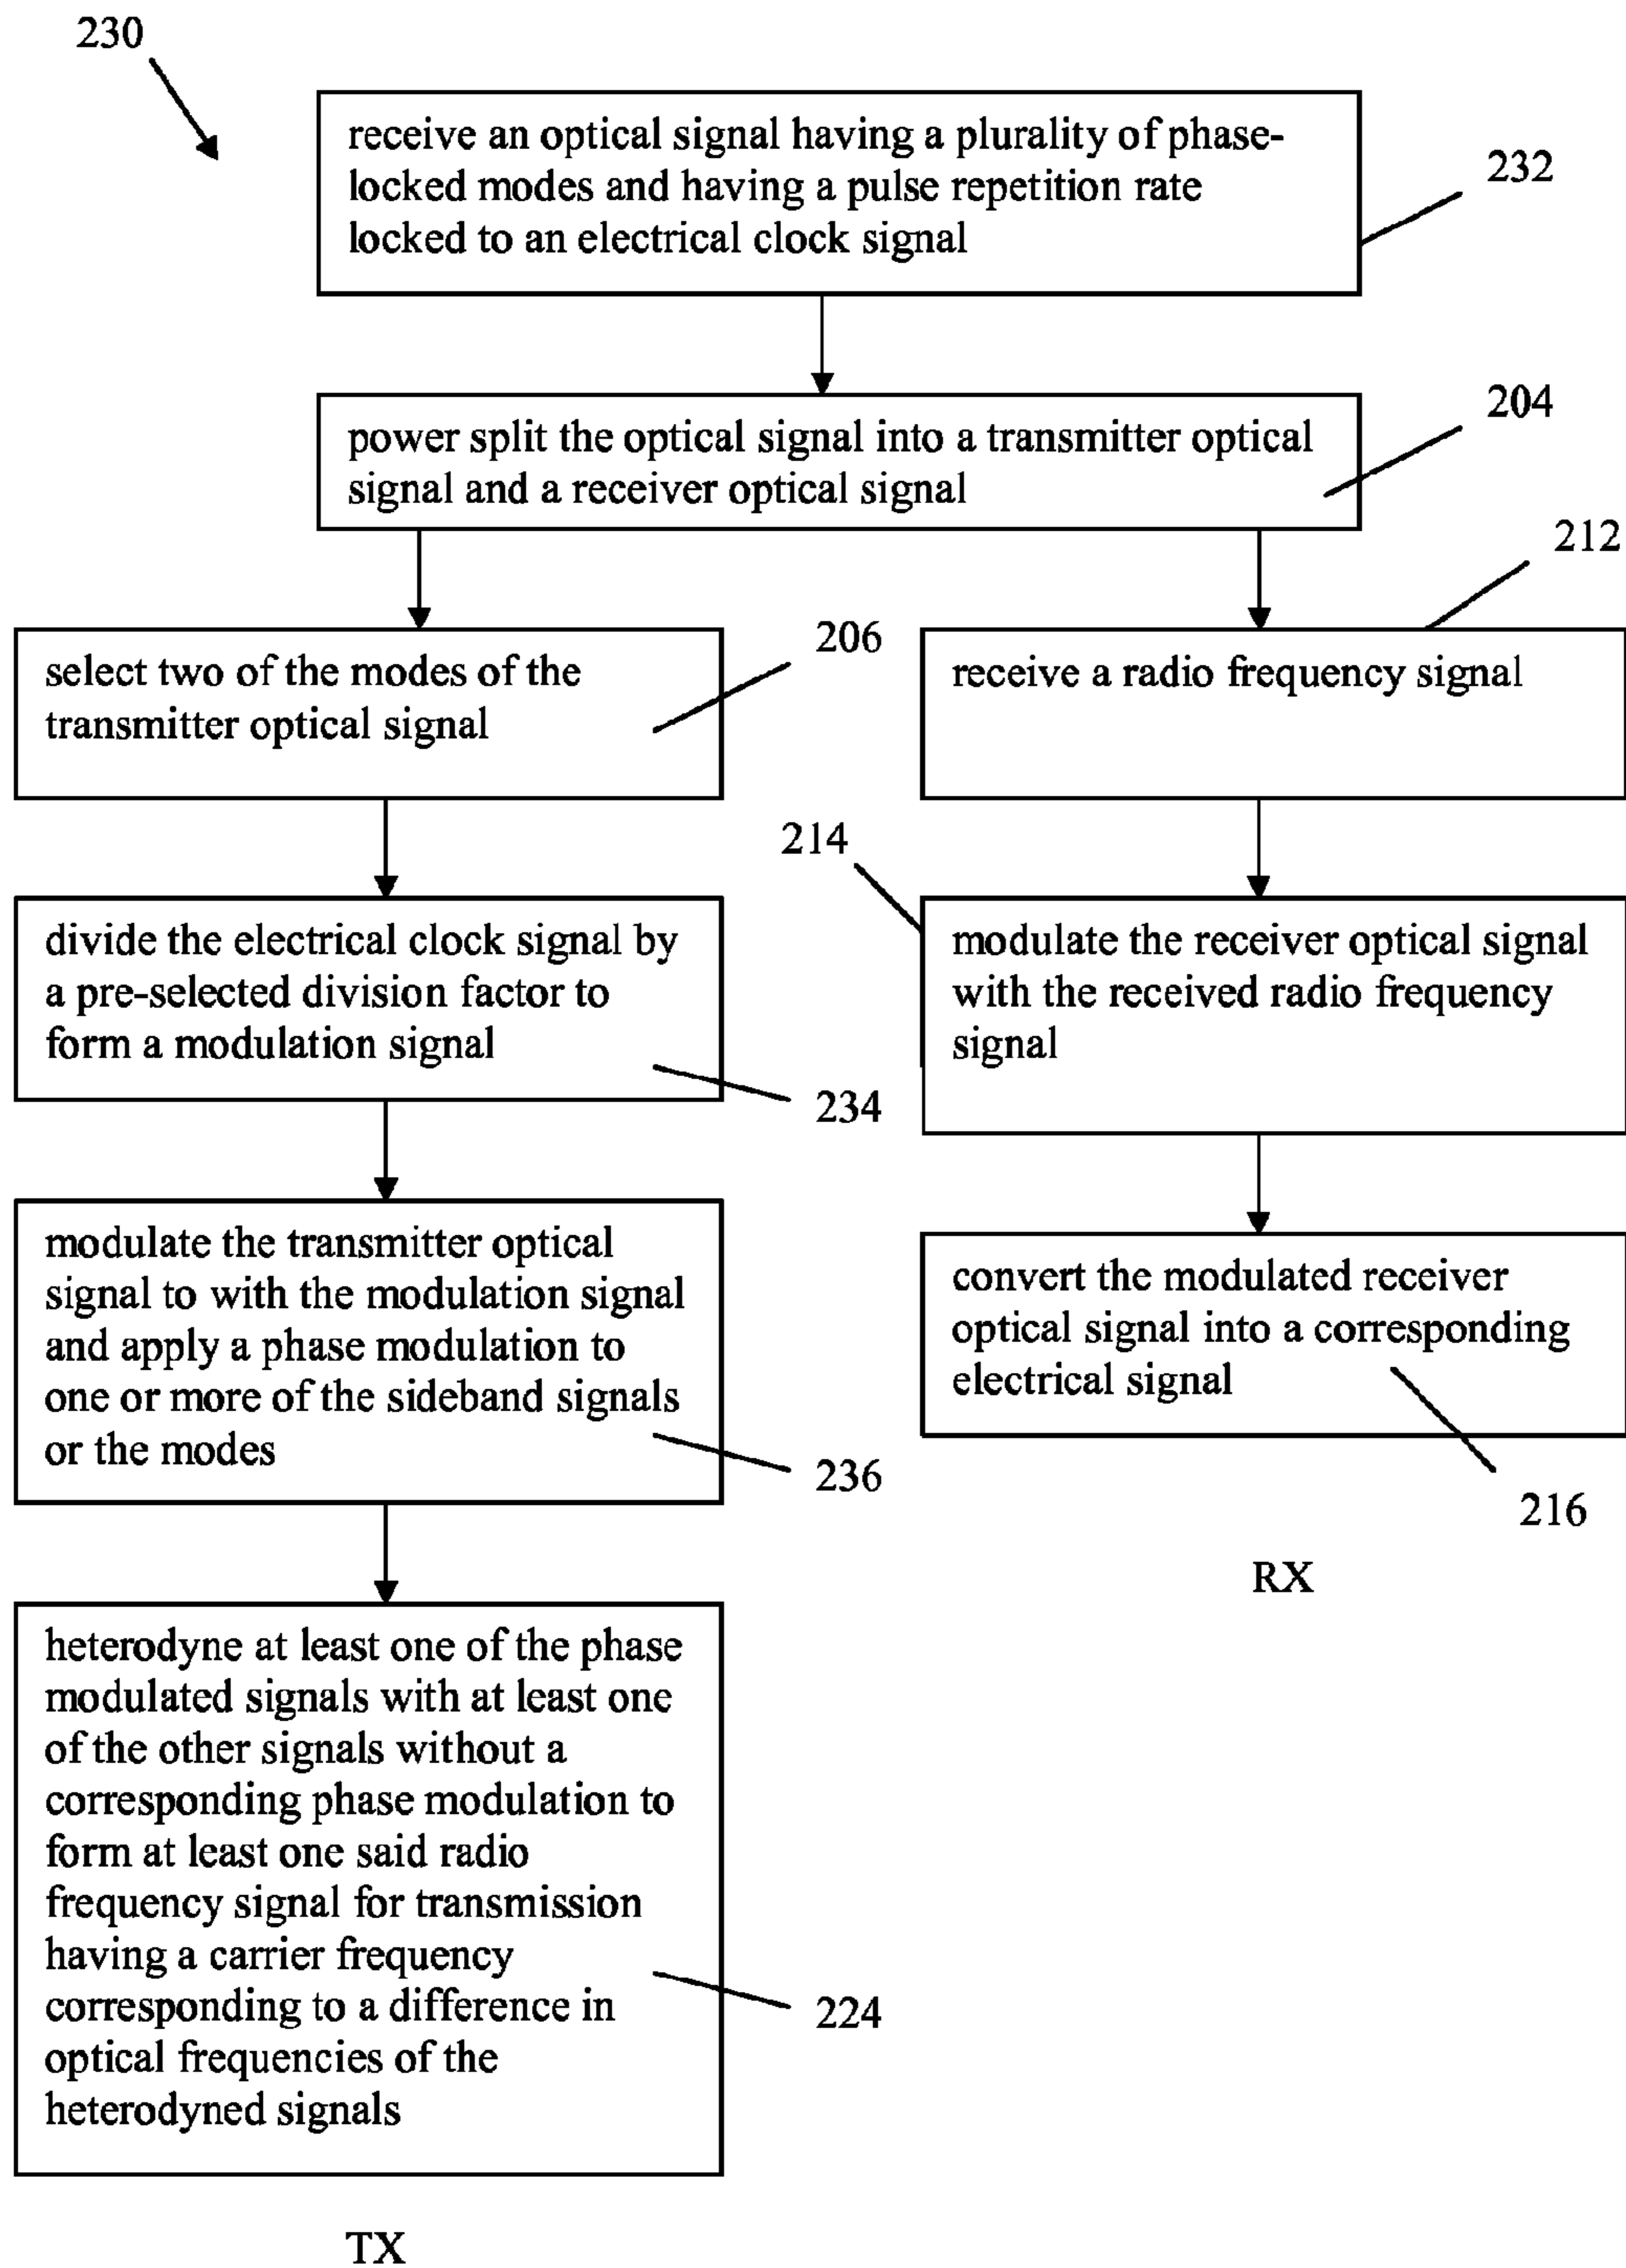 230
receive an optical signal having a plurality of phase-
locked modes and having a pulse repetition rate
locked to an electrical clock signal
232
power split the optical signal into a transmitter optical
signal and a receiver optical signal
204
select two of the modes of the
transmitter optical signal
206
divide the electrical clock signal by
a pre-selected division factor to
form a modulation signal
234
modulate the transmitter optical
signal to with the modulation signal
and apply a phase modulation to
one or more of the sideband signals
or the modes
236
heterodyne at least one of the phase
modulated signals with at least one
of the other signals without a
corresponding phase modulation to
form at least one said radio
frequency signal for transmission
having a carrier frequency
corresponding to a difference in
optical frequencies of the
heterodyned signals
224
TX
212
receive a radio frequency signal
214
modulate the receiver optical signal
with the received radio frequency
signal
convert the modulated receiver
optical signal into a corresponding
electrical signal
216
RX